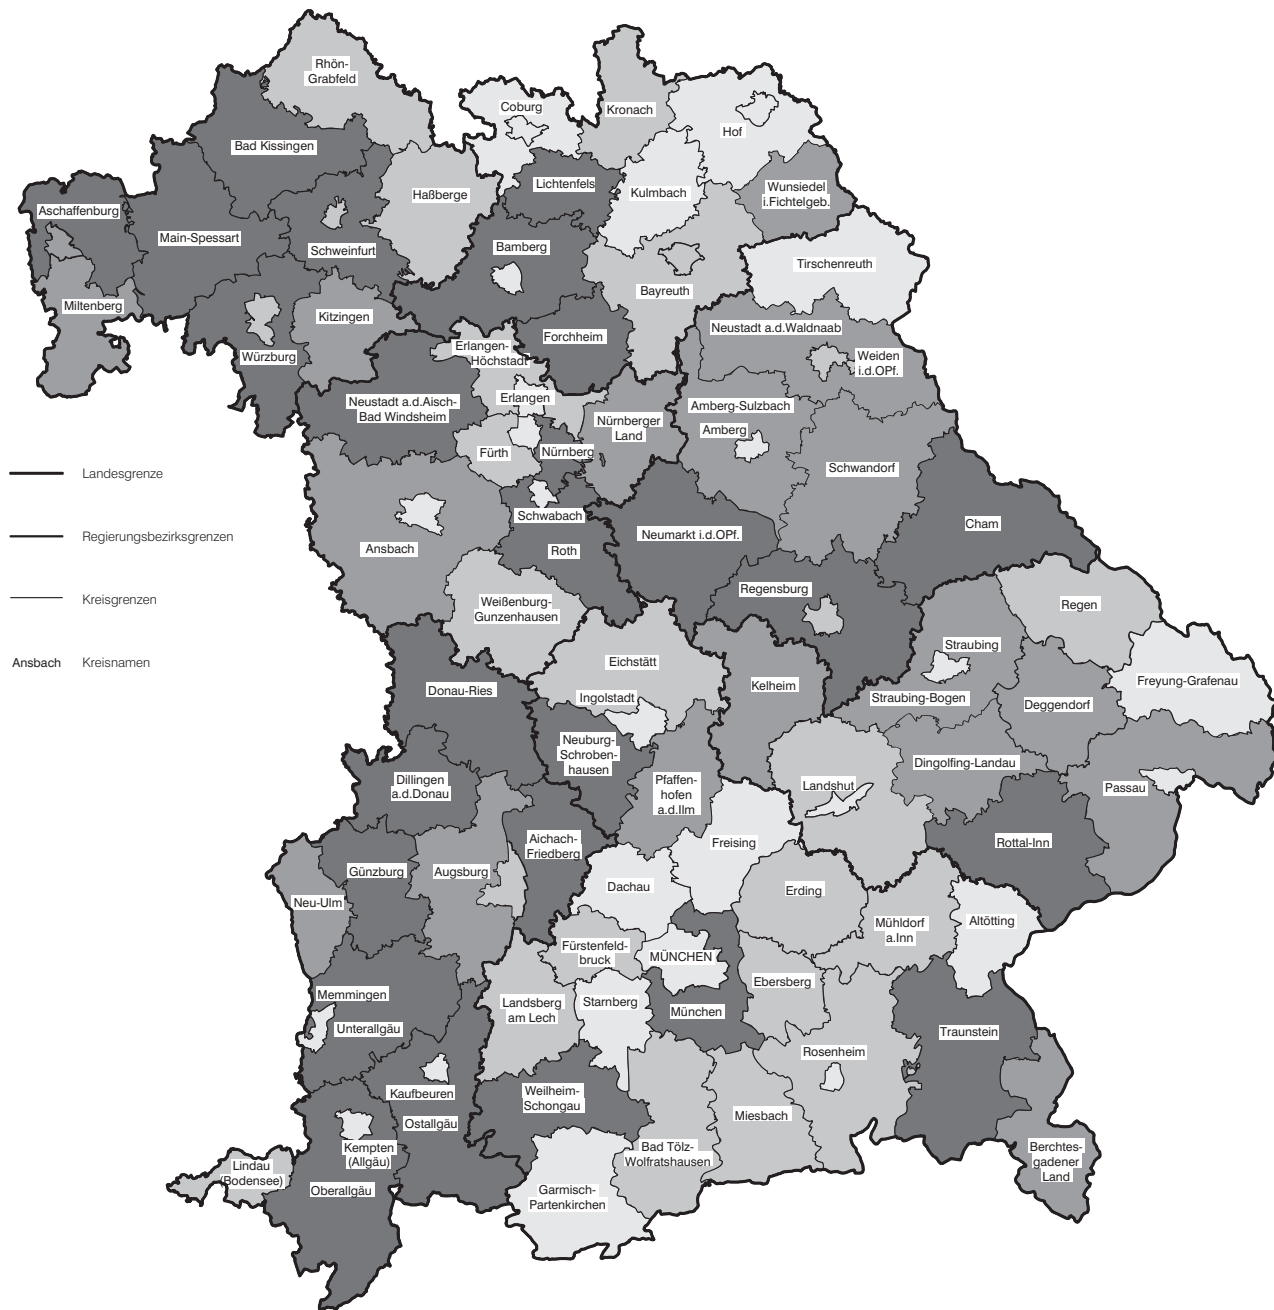 Rhön-
Grabfeld
Coburg
Kronach
Hof
Bad Kissingen
Lichtenfels
Kulmbach
Wunsiedel
i.Fichtelgeb.
Haßberge
Aschaffenburg
Main-Spessart
Schweinfurt
Bamberg
Tirschenreuth
Bayreuth
Miltenberg
Kitzingen
Neustadt a.d.Waldnaab
Forchheim
Erlangen-
Höchstadt
Würzburg
Weiden
i.d.OPf.
Neustadt a.d.Aisch-
Bad Windsheim
Erlangen
Amberg-Sulzbach
Nürnberger
Land
Amberg
Fürth
Nürnberg
Schwandorf
Landesgrenze
Schwabach
Cham
Regierungsbezirksgrenzen
Neumarkt i.d.OPf.
Ansbach
Roth
Kreisgrenzen
Regensburg
Weißenburg-
Gunzenhausen
Regen
Straubing
Ansbach Kreisnamen
Eichstätt
Donau-Ries
Kelheim
Freyung-Grafenau
Ingolstadt
Straubing-Bogen
Deggendorf
Neuburg-
Schroben-
hausen
Dingolfing-Landau
Dillingen
a.d.Donau
Pfaffen-
hofen
a.d.Ilm
Landshut
Passau
Aichach-
Friedberg
Freising
Rottal-Inn
Günzburg
Augsburg
Dachau
Erding
Neu-Ulm
Mühldorf
a.Inn
Altötting
Fürstenfeld-
bruck
MÜNCHEN
Ebersberg
Memmingen
Landsberg
am Lech
Starnberg
München
Unterallgäu
Traunstein
Rosenheim
Kaufbeuren
Weilheim-
Schongau
Miesbach
Ostallgäu
Kempten
(Allgäu)
Bad Tölz-
Wolfratshausen
Berchtes-
gadener
Land
Lindau
(Bodensee)
Oberallgäu
Garmisch-
Partenkirchen